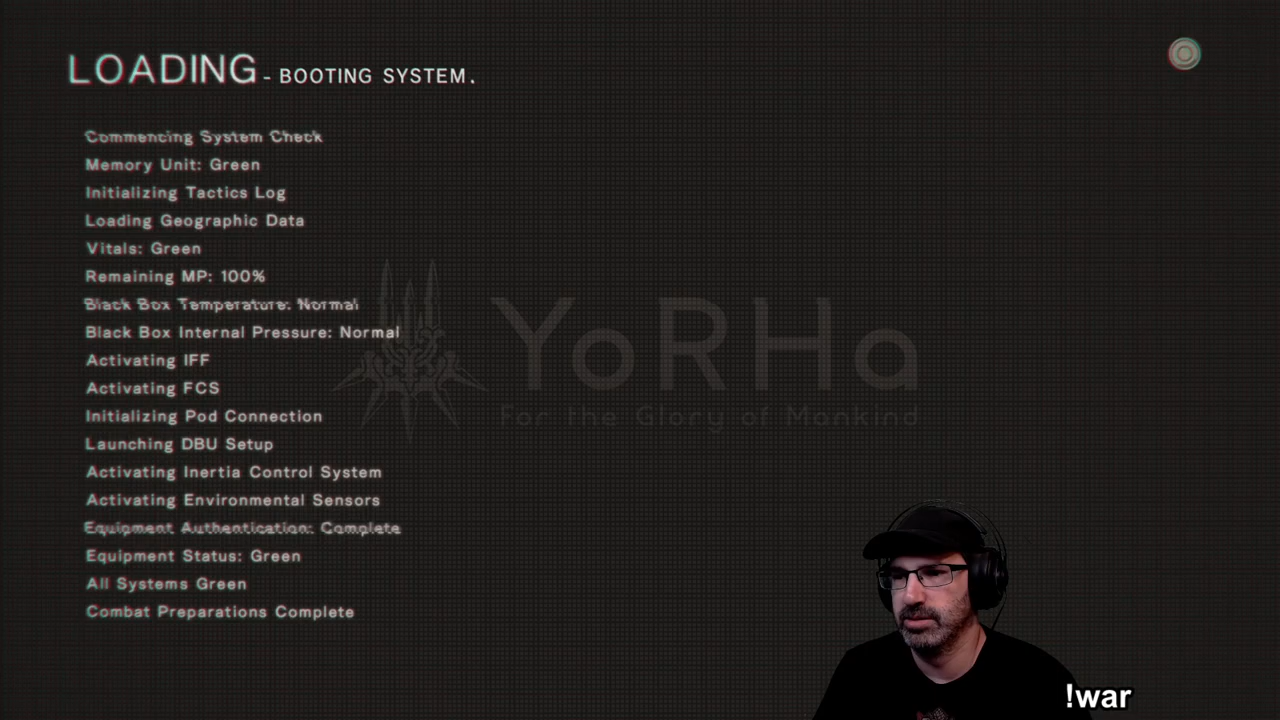 LOADING - BOOTING SYSTEM.
Commencing System Check
Memory Unit: Green
Initializing Tactics Log
Loading Geographic Data
Vitals: Green
Remaining MP: 100%
Black Box Temperature: Normal
Black Box Internal Pressure: Normal
Activating IFF
Activating FCS
Initializing Pod Connection
Launching DBU Setup
Activating Inertia Control System
Activating Environmental Sensors
Equipment Authentication: Complete
Equipment Status: Green
All Systems Green
Combat Preparations Complete
YoRHa
For the Glory of Mankind
!war